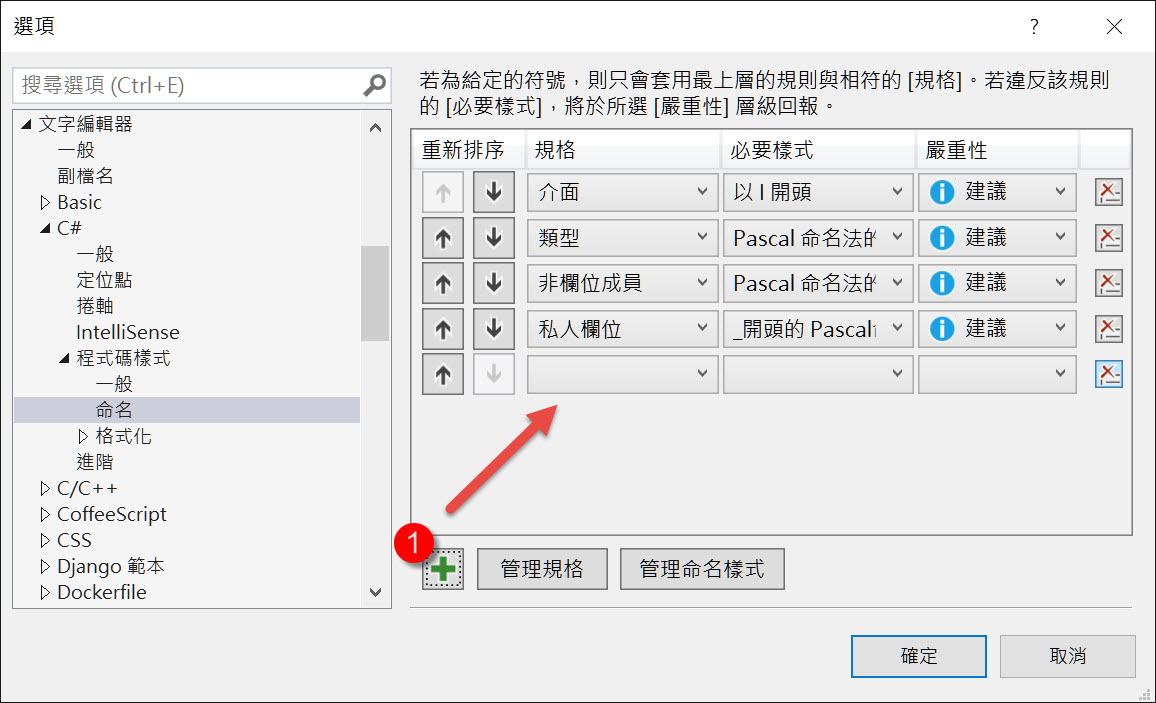 選項
?
搜尋選項 (Ctrl+E)
文字編輯器
一般
副檔名
Basic
C#
一般
定位點
捲軸
IntelliSense
程式碼樣式
一般
命名
格式化
進階
C/C++
CoffeeScript
CSS
Django 範本
Dockerfile
若為給定的符號，則只會套用最上層的規則與相符的 [規格]。若違反該規則
的 [必要樣式]，將於所選 [嚴重性] 層級回報。
重新排序 規格 必要樣式 嚴重性
介面 以 I 開頭 建議
類型 Pascal 命名法的 建議
非欄位成員 Pascal 命名法的 建議
私人欄位 _開頭的 Pascal 建議
1
管理規格 管理命名樣式
確定 取消